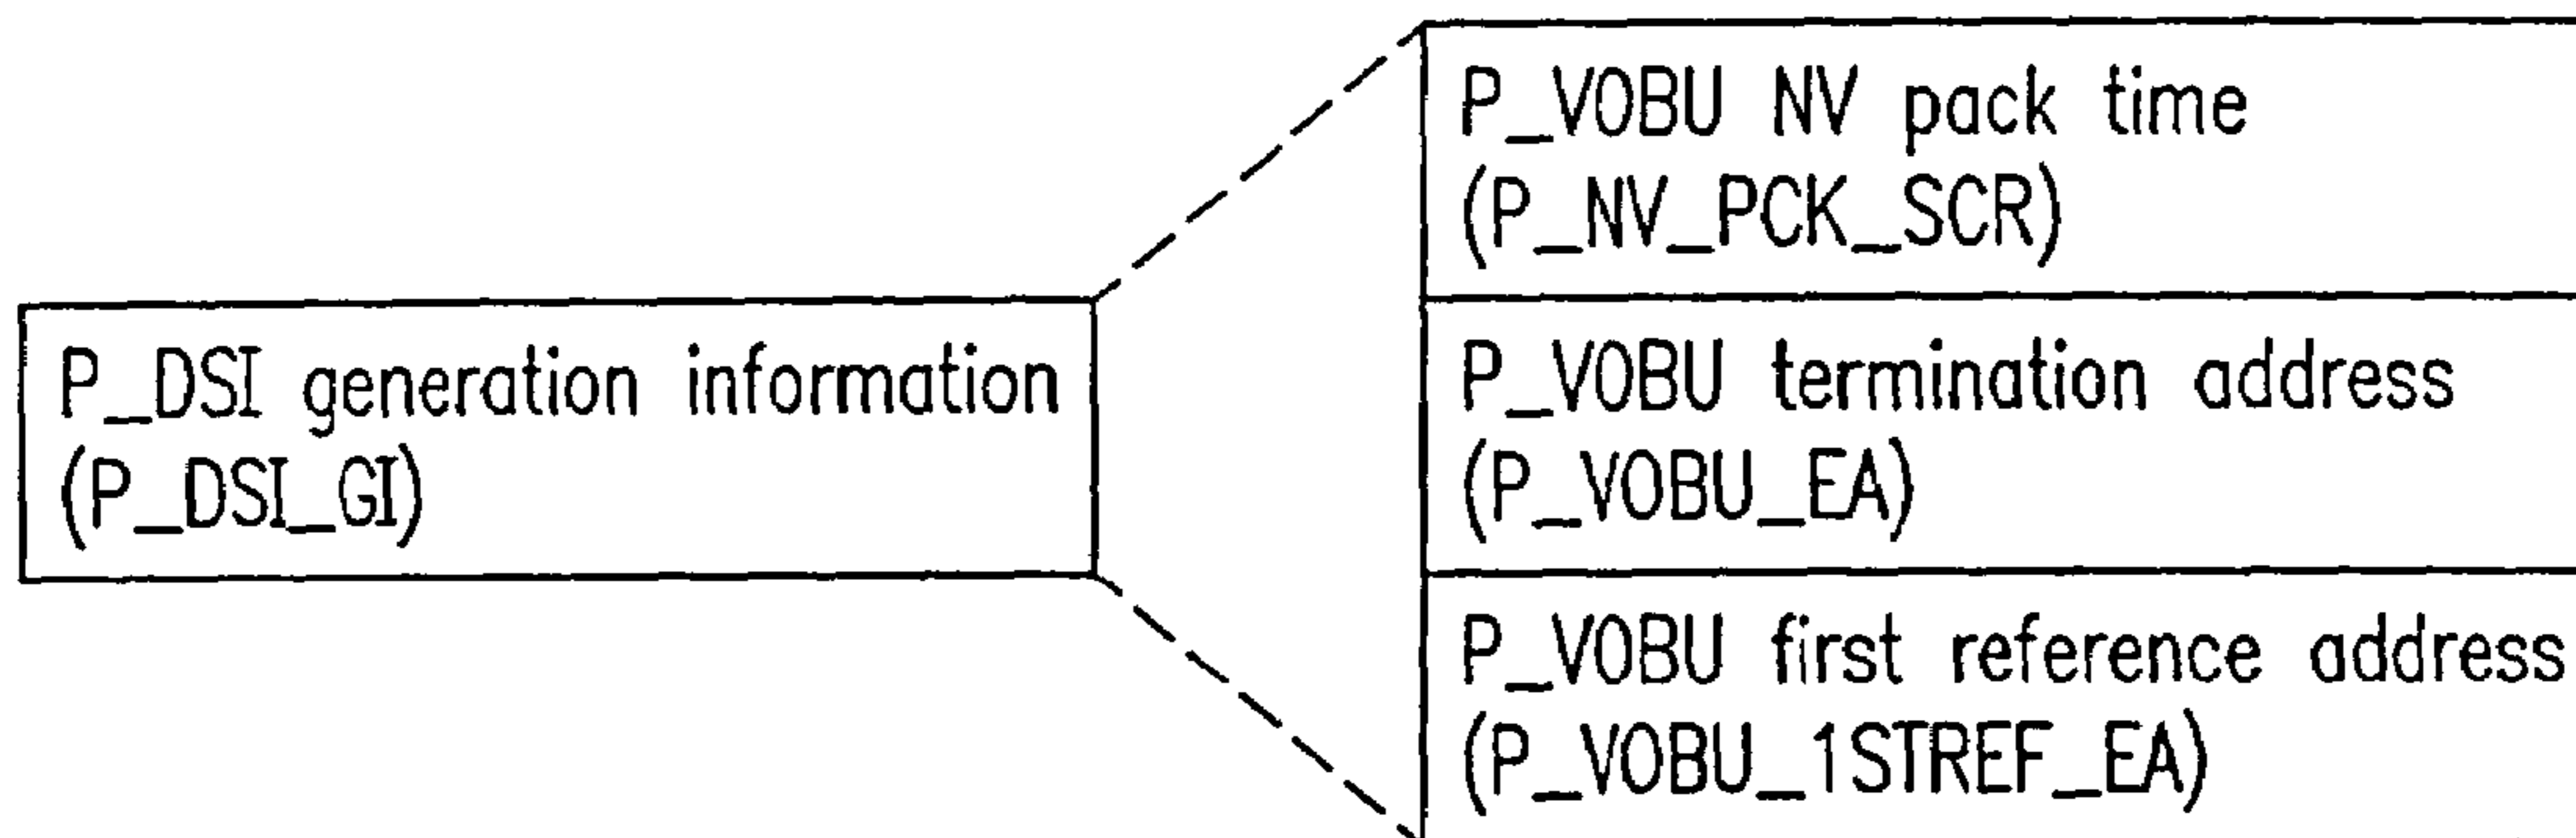 P_DSI generation information
(P_DSI_GI)
P_VOBU NV pack time
(P_NV_PCK_SCR)
P_VOBU termination address
(P_VOBU_EA)
P_VOBU first reference address
(P_VOBU_1STREF_EA)